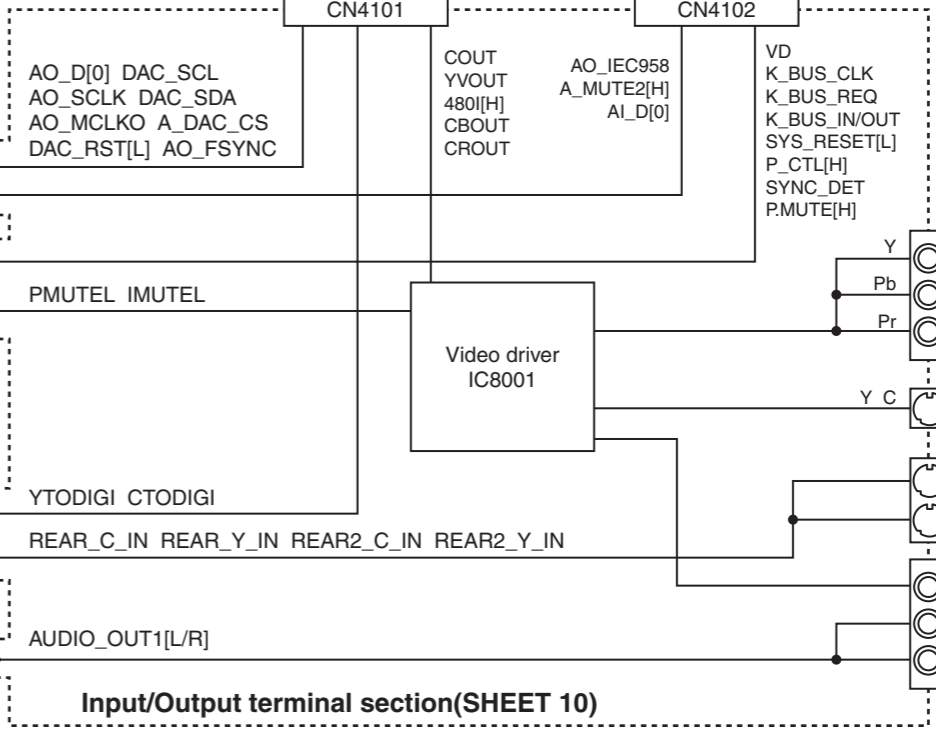 CN4101
CN4102
AO_D[0] DAC_SCL
AO_SCLK DAC_SDA
AO_MCLKO A_DAC_CS
DAC_RST[L] AO_FSYNC
COUT
YVOUT
480I[H]
CBOUT
CROUT
AO_IEC958
A_MUTE2[H]
AI_D[0]
VD
K_BUS_CLK
K_BUS_REQ
K_BUS_IN/OUT
SYS_RESET[L]
P_CTL[H]
SYNC_DET
P.MUTE[H]
Y
Pb
Pr
PMUTEL IMUTEL
Video driver
IC8001
Y C
YTODIGI CTODIGI
REAR_C_IN REAR_Y_IN REAR2_C_IN REAR2_Y_IN
AUDIO_OUT1[L/R]
Input/Output terminal section(SHEET 10)